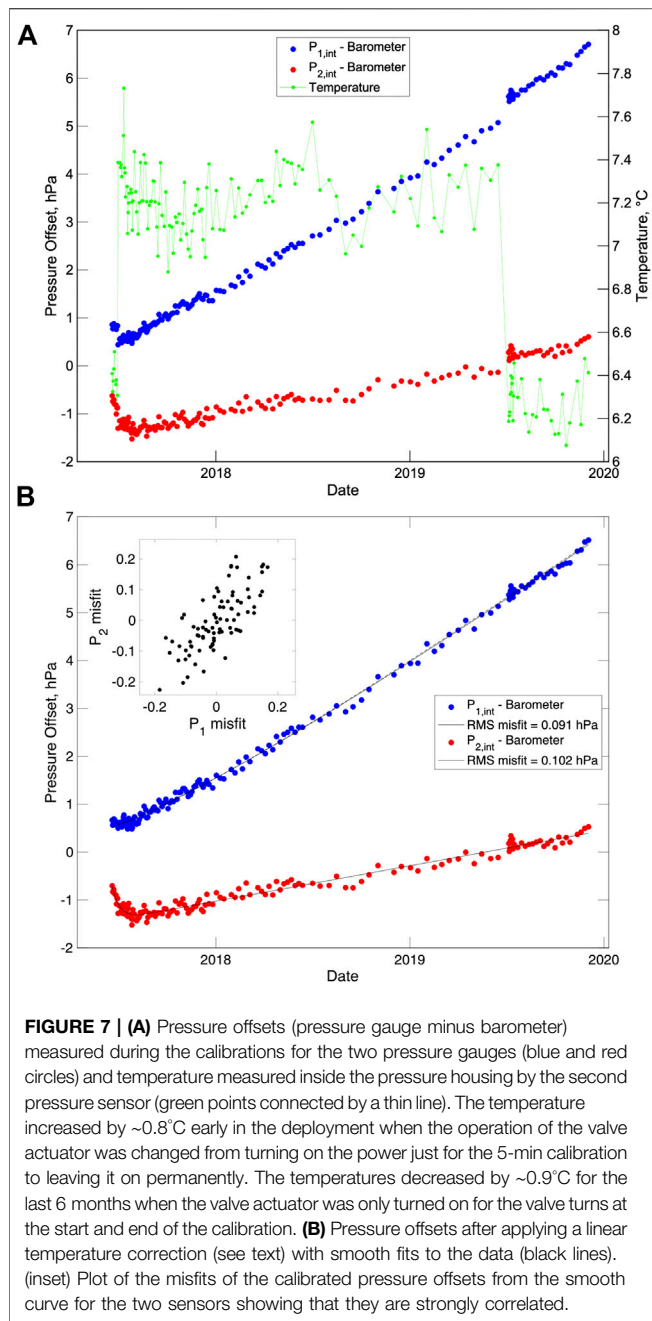 A
7
6
5
4
3
2
1
0
-1
-2
Pressure Offset, hPa
P1,int - Barometer
P2,int - Barometer
Temperature
8
7.8
7.6
7.4
7.2
7
6.8
6.6
6.4
6.2
6
Temperature, °C
2018
2019
2020
Date
B
7
6
5
4
3
2
1
0
-1
-2
Pressure Offset, hPa
0.2
0.1
0
-0.1
-0.2
P2 misfit
-0.2
0
0.2
P1 misfit
P1,int - Barometer
RMS misfit = 0.091 hPa
P2,int - Barometer
RMS misfit = 0.102 hPa
2018
2019
2020
Date
FIGURE 7 | (A) Pressure offsets (pressure gauge minus barometer)
measured during the calibrations for the two pressure gauges (blue and red
circles) and temperature measured inside the pressure housing by the second
pressure sensor (green points connected by a thin line). The temperature
increased by ~0.8°C early in the deployment when the operation of the valve
actuator was changed from turning on the power just for the 5-min calibration
to leaving it on permanently. The temperatures decreased by ~0.9°C for the
last 6 months when the valve actuator was only turned on for the valve turns at
the start and end of the calibration. (B) Pressure offsets after applying a linear
temperature correction (see text) with smooth fits to the data (black lines).
(inset) Plot of the misfits of the calibrated pressure offsets from the smooth
curve for the two sensors showing that they are strongly correlated.